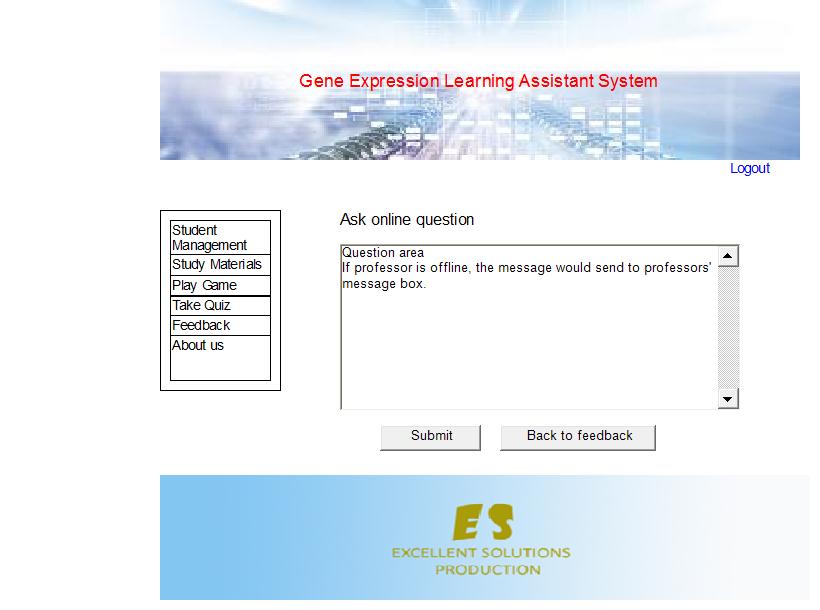 Gene Expression Learning Assistant System
Logout
Student
Management
Study Materials
Play Game
Take Quiz
Feedback
About us
Ask online question
Question area
If professor is offline, the message would send to professors'
message box.
Submit
Back to feedback
ES
EXCELLENT SOLUTIONS
PRODUCTION